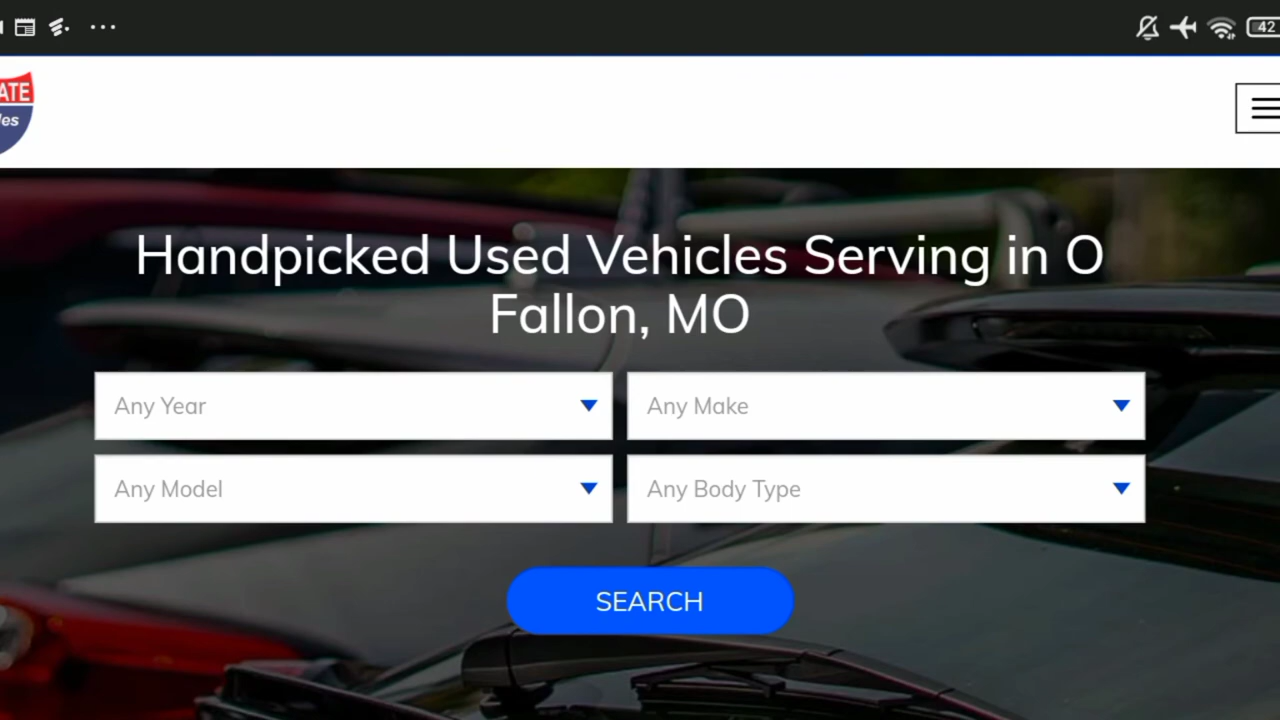 42
ATE
les
Handpicked Used Vehicles Serving in O
Fallon, MO
Any Year
Any Make
Any Model
Any Body Type
SEARCH